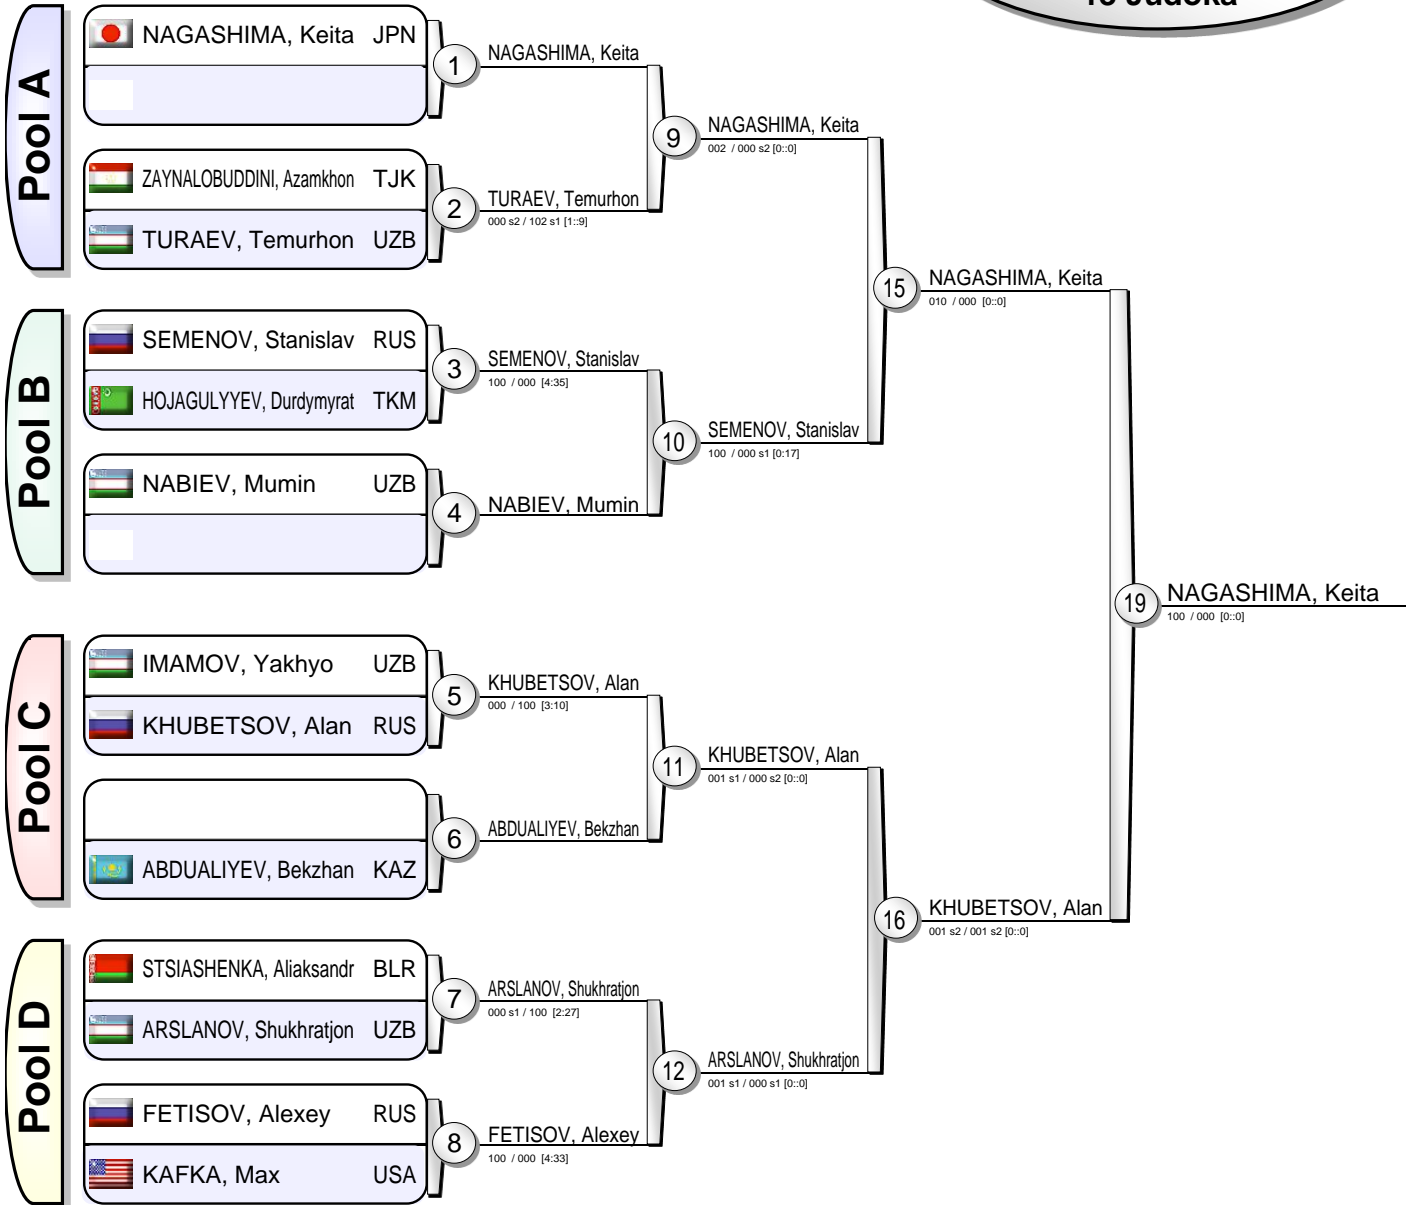 13 Judoka
Pool A
NAGASHIMA, Keita JPN
ZAYNALOBUDDINI, Azamkhon TJK
TURAEV, Temurhon UZB
Pool B
SEMENOV, Stanislav RUS
HOJAGULYYEV, Durdymyrat TKM
NABIEV, Mumin UZB
Pool C
IMAMOV, Yakhyo UZB
KHUBETSOV, Alan RUS
ABDUALIYEV, Bekzhan KAZ
Pool D
STSIASHENKA, Aliaksandr BLR
ARSLANOV, Shukhratjon UZB
FETISOV, Alexey RUS
KAFKA, Max USA
1
NAGASHIMA, Keita
2
TURAEV, Temurhon
000 s2 / 102 s1 [1::9]
3
SEMENOV, Stanislav
100 / 000 [4:35]
4
NABIEV, Mumin
5
KHUBETSOV, Alan
000 / 100 [3:10]
6
ABDUALIYEV, Bekzhan
7
ARSLANOV, Shukhratjon
000 s1 / 100 [2:27]
8
FETISOV, Alexey
100 / 000 [4:33]
9
NAGASHIMA, Keita
002 / 000 s2 [0::0]
10
SEMENOV, Stanislav
100 / 000 s1 [0:17]
11
KHUBETSOV, Alan
001 s1 / 000 s2 [0::0]
12
ARSLANOV, Shukhratjon
001 s1 / 000 s1 [0::0]
15
NAGASHIMA, Keita
010 / 000 [0::0]
16
KHUBETSOV, Alan
001 s2 / 001 s2 [0::0]
19
NAGASHIMA, Keita
100 / 000 [0::0]